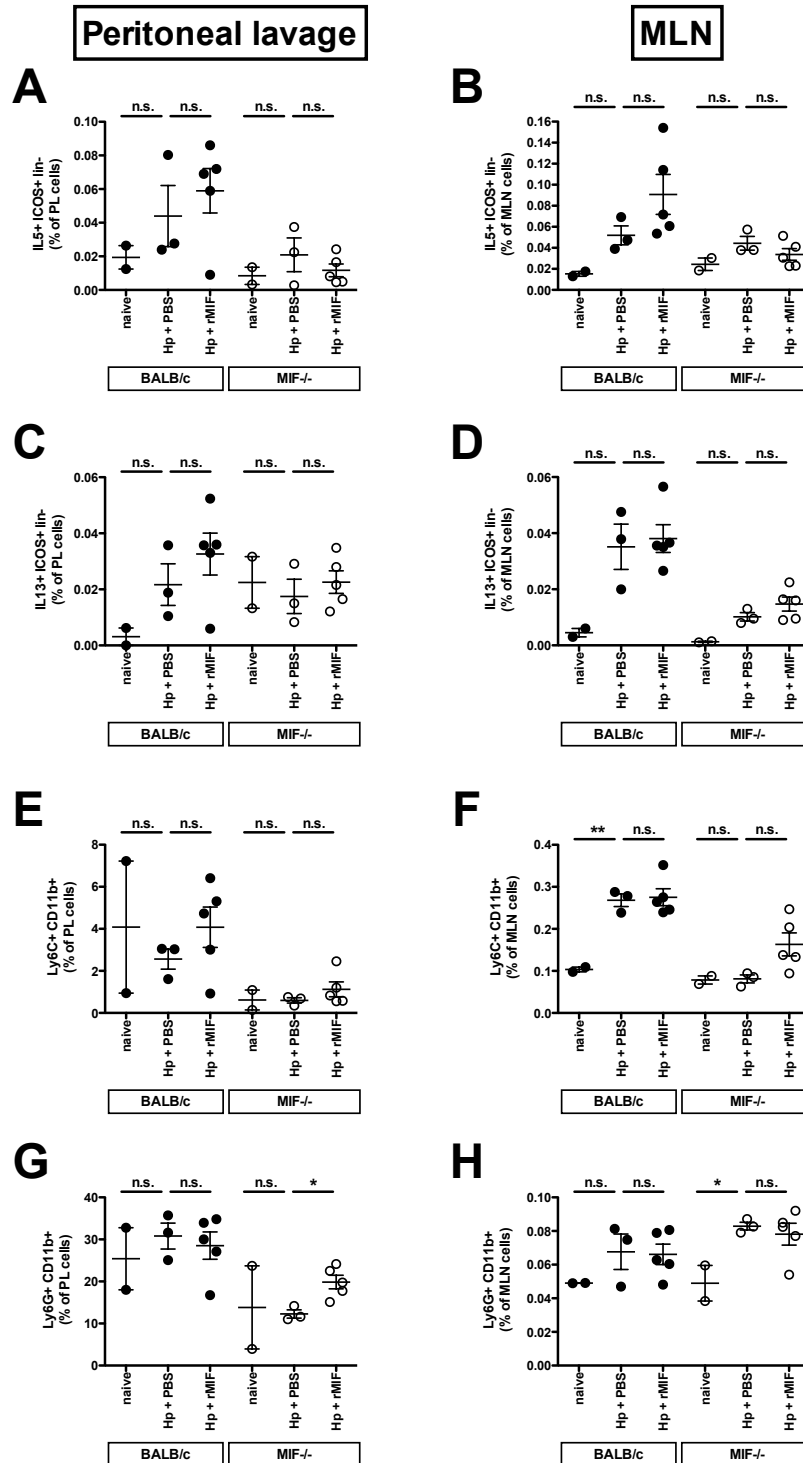 Peritoneal lavage
MLN
A
n.s. n.s. n.s. n.s.
IL5+ ICOS+ lin-
(% of PL cells)
0.10
0.08
0.06
0.04
0.02
0.00
naive
Hp + PBS
Hp + rMIF
naive
Hp + PBS
Hp + rMIF
BALB/c
MIF-/-
B
n.s. n.s. n.s. n.s.
IL5+ ICOS+ lin-
(% of MLN cells)
0.16
0.14
0.12
0.10
0.08
0.06
0.04
0.02
0.00
naive
Hp + PBS
Hp + rMIF
naive
Hp + PBS
Hp + rMIF
BALB/c
MIF-/-
C
n.s. n.s. n.s. n.s.
IL13+ ICOS+ lin-
(% of PL cells)
0.06
0.04
0.02
0.00
naive
Hp + PBS
Hp + rMIF
naive
Hp + PBS
Hp + rMIF
BALB/c
MIF-/-
D
n.s. n.s. n.s. n.s.
IL13+ ICOS+ lin-
(% of MLN cells)
0.06
0.04
0.02
0.00
naive
Hp + PBS
Hp + rMIF
naive
Hp + PBS
Hp + rMIF
BALB/c
MIF-/-
E
n.s. n.s. n.s. n.s.
Ly6C+ CD11b+
(% of PL cells)
8
6
4
2
0
naive
Hp + PBS
Hp + rMIF
naive
Hp + PBS
Hp + rMIF
BALB/c
MIF-/-
F
** n.s. n.s. n.s.
Ly6C+ CD11b+
(% of MLN cells)
0.4
0.3
0.2
0.1
0.0
naive
Hp + PBS
Hp + rMIF
naive
Hp + PBS
Hp + rMIF
BALB/c
MIF-/-
G
n.s. n.s. n.s. *
Ly6G+ CD11b+
(% of PL cells)
40
30
20
10
0
naive
Hp + PBS
Hp + rMIF
naive
Hp + PBS
Hp + rMIF
BALB/c
MIF-/-
H
n.s. n.s. * n.s.
Ly6G+ CD11b+
(% of MLN cells)
0.10
0.08
0.06
0.04
0.02
0.00
naive
Hp + PBS
Hp + rMIF
naive
Hp + PBS
Hp + rMIF
BALB/c
MIF-/-